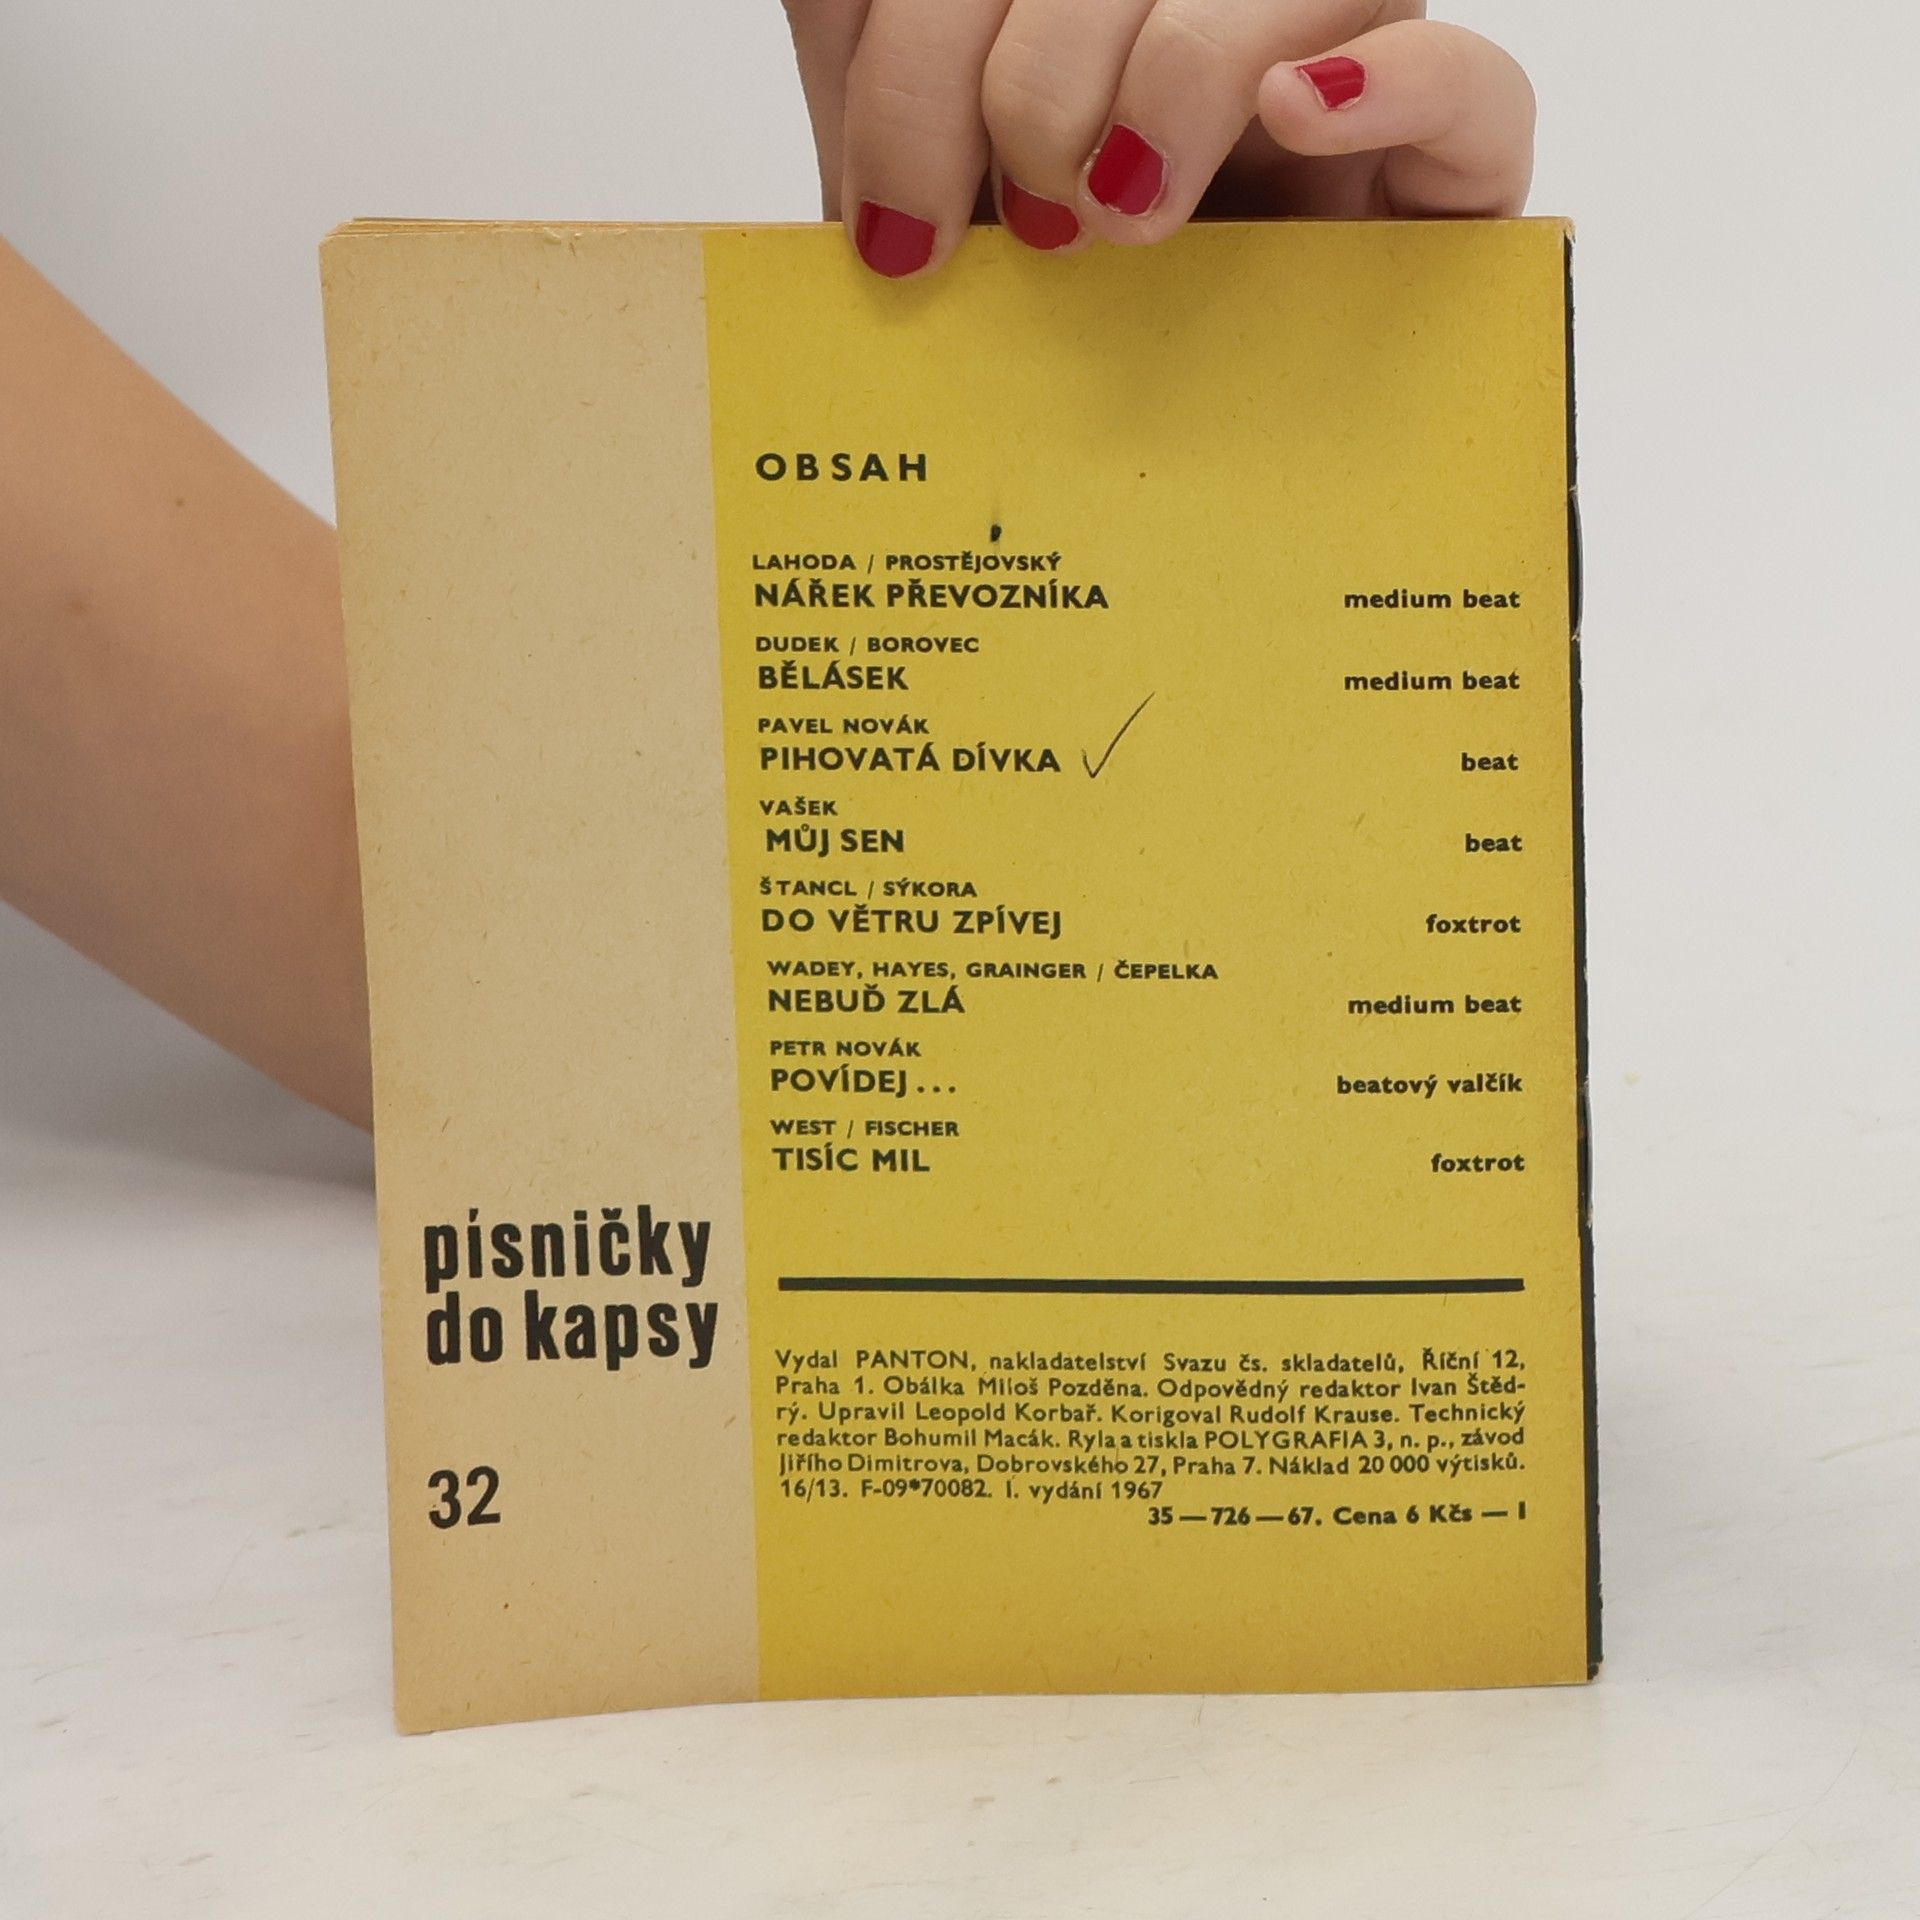 OBSAH
LAHODA / PROSTĚJOVSKÝ
NÁŘEK PŘEVOZNÍKA medium beat
DUDEK / BOROVEC
BĚLÁSEK medium beat
PAVEL NOVÁK
PIHOVATÁ DÍVKA beat
VAŠEK
MŮJ SEN beat
ŠTANCL / SÝKORA
DO VĚTRU ZPÍVEJ foxtrot
WADEY, HAYES, GRAINGER / ČEPELKA
NEBUĎ ZLÁ medium beat
PETR NOVÁK
POVÍDEJ... beatový valčík
WEST / FISCHER
TISÍC MIL foxtrot
písničky
do kapsy
32
Vydal PANTON, nakladatelství Svazu čs. skladatelů, Říční 12,
Praha 1. Obálka Miloš Pozděna. Odpovědný redaktor Ivan Štěd-
rý. Upravil Leopold Korbař. Korigoval Rudolf Krause. Technický
redaktor Bohumil Macák. Ryla a tiskla POLYGRAFIA 3, n. p., závod
Jiřího Dimitrova, Dobrovského 27, Praha 7. Náklad 20 000 výtisků.
16/13. F-09*70082. I. vydání 1967
35—726—67. Cena 6 Kčs — I